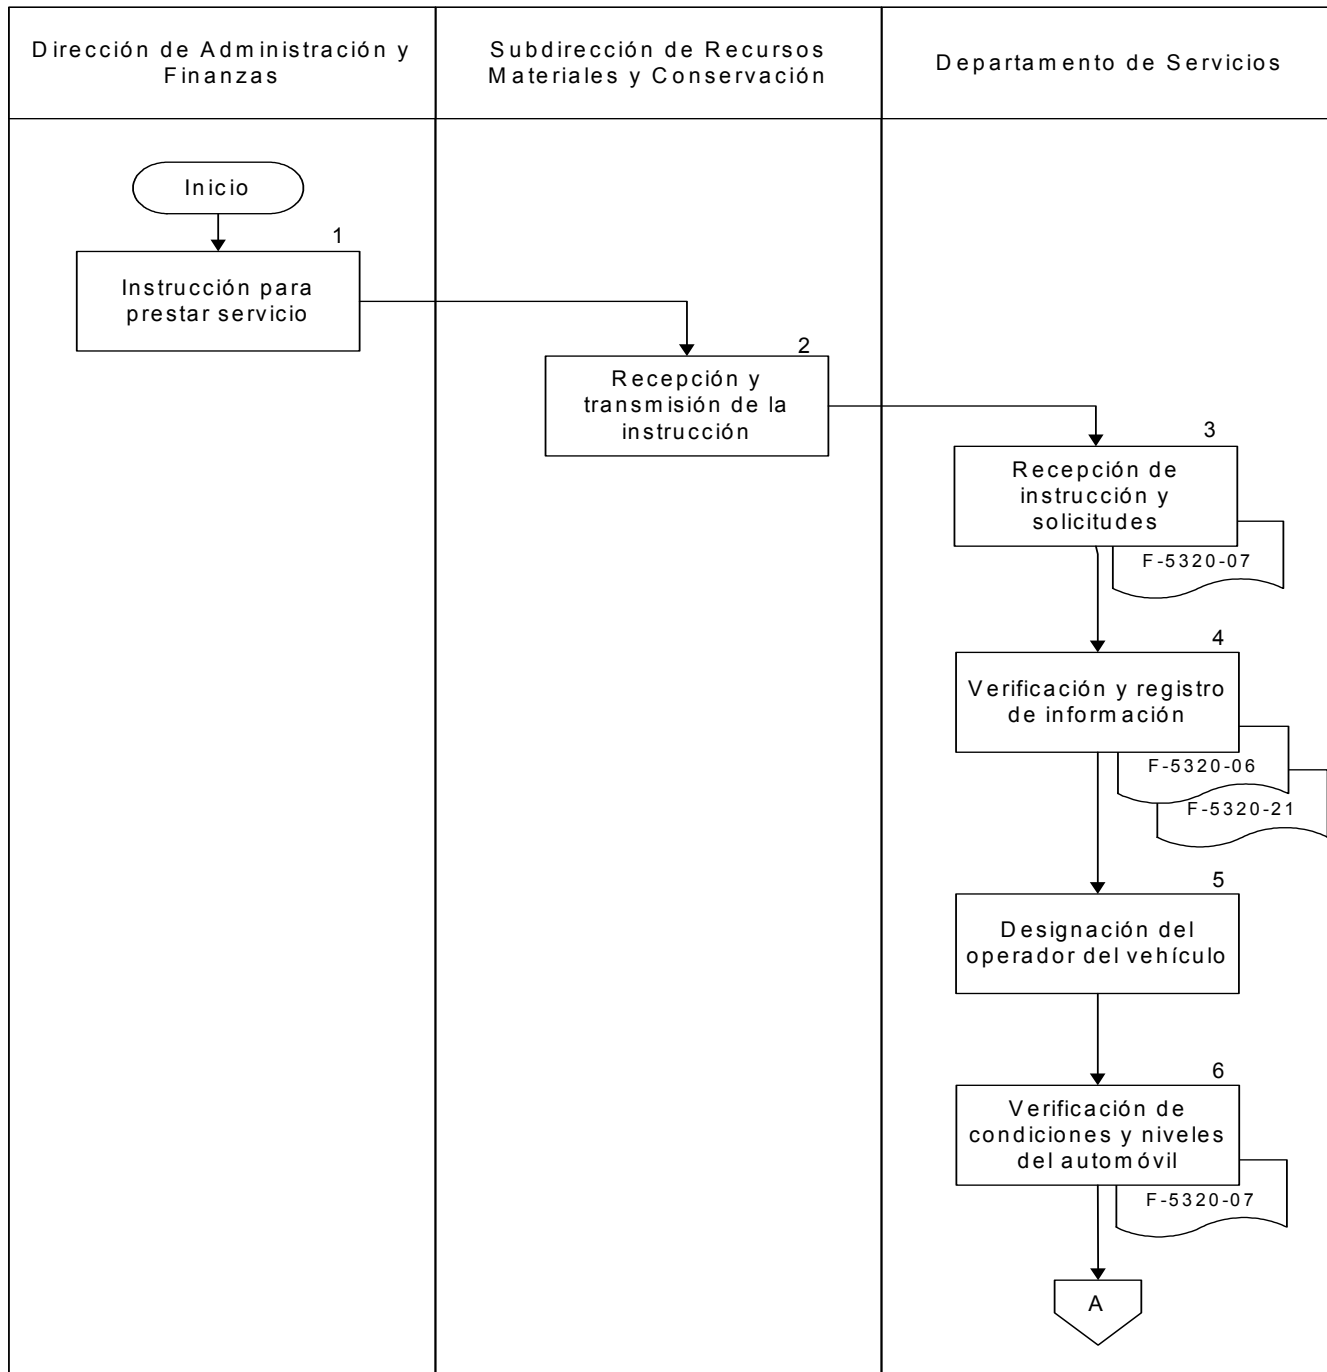 Dirección de Administración y
Finanzas
Subdirección de Recursos
Materiales y Conservación
Departamento de Servicios
Inicio
1
Instrucción para
prestar servicio
2
Recepción y
transmisión de la
instrucción
3
Recepción de
instrucción y
solicitudes
F-5320-07
4
Verificación y registro
de información
F-5320-06
F-5320-21
5
Designación del
operador del vehículo
6
Verificación de
condiciones y niveles
del automóvil
F-5320-07
A